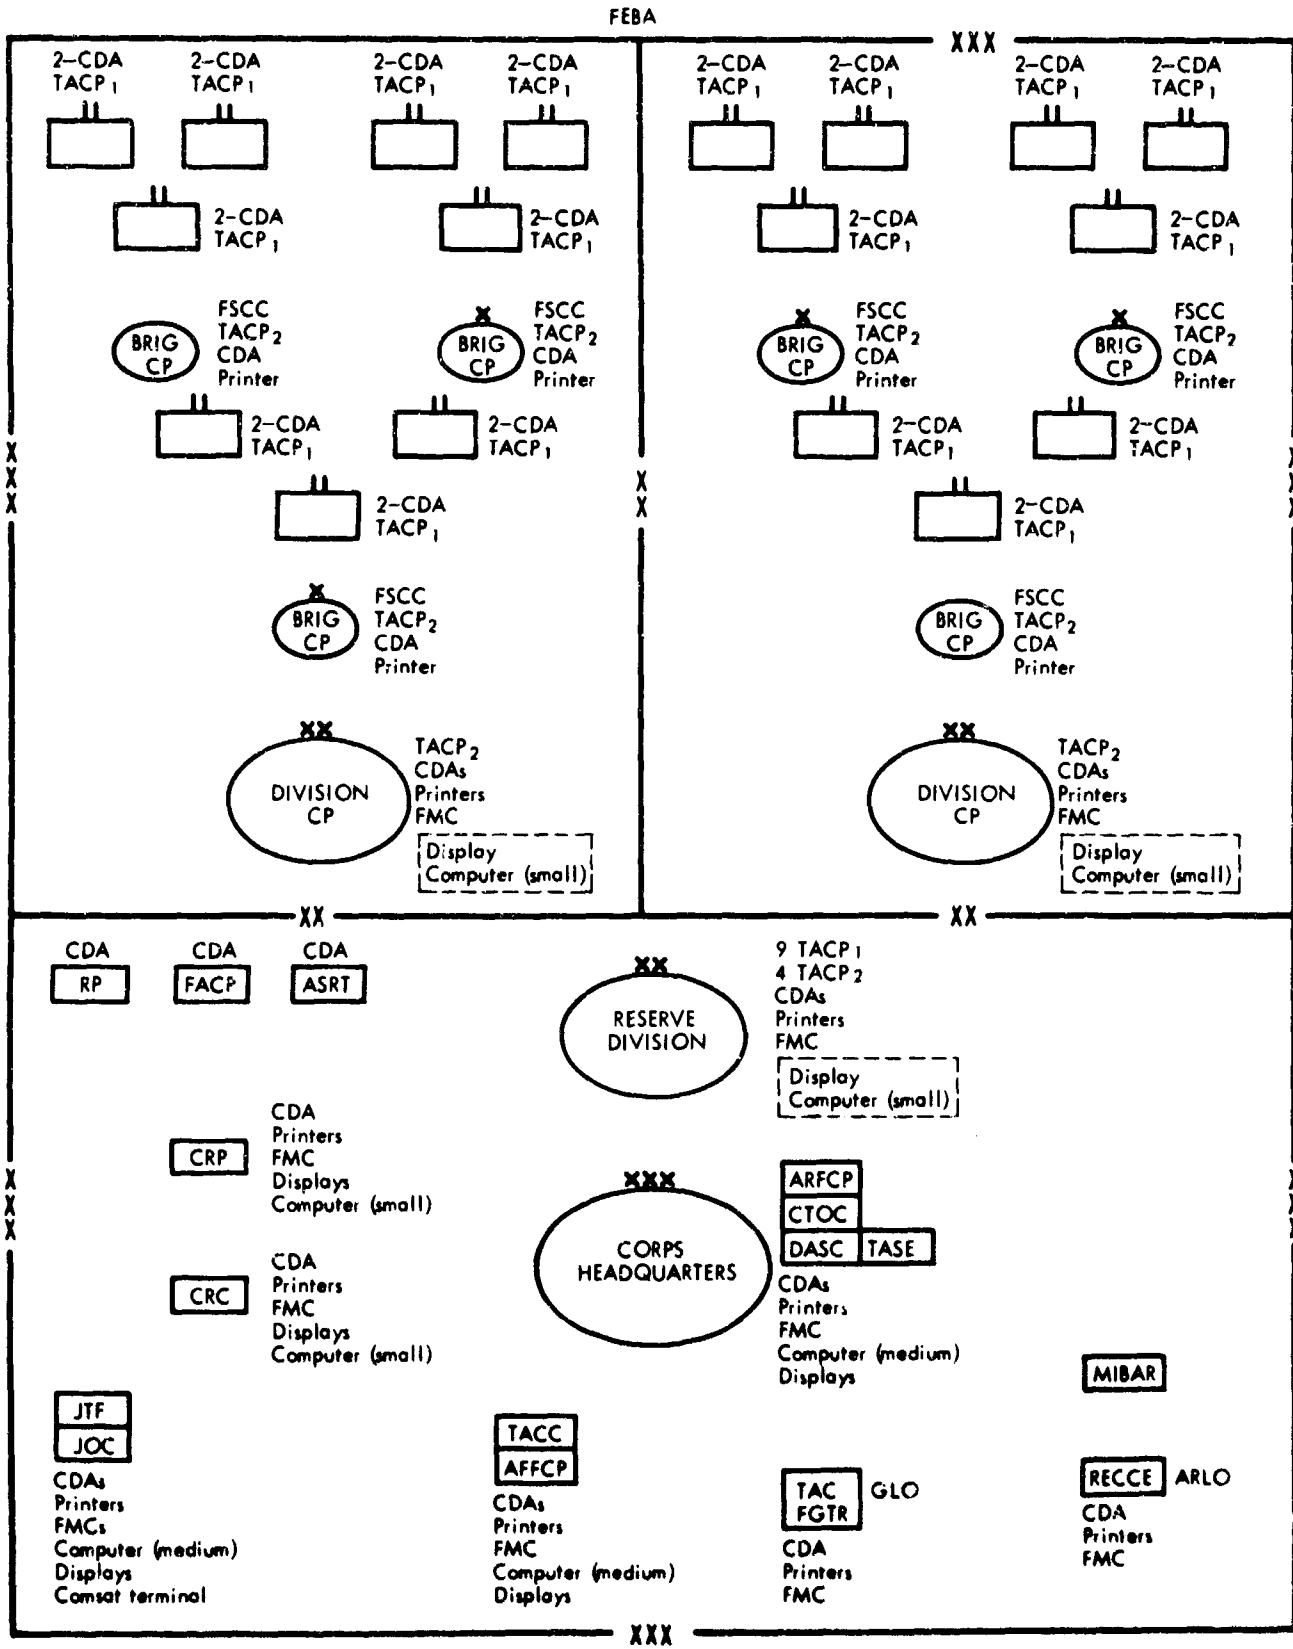 FEBA
XXX
2-CDA 2-CDA 2-CDA 2-CDA 2-CDA 2-CDA 2-CDA 2-CDA
TACP1 TACP1 TACP1 TACP1 TACP1 TACP1 TACP1 TACP1
2-CDA
TACP1
2-CDA
TACP1
2-CDA
TACP1
2-CDA
TACP1
BRIG
CP
FSCC
TACP2
CDA
Printer
X
BRIG
CP
FSCC
TACP2
CDA
Printer
X
BRIG
CP
FSCC
TACP2
CDA
Printer
X
BRIG
CP
FSCC
TACP2
CDA
Printer
2-CDA
TACP1
2-CDA
TACP1
2-CDA
TACP1
2-CDA
TACP1
XXX
XX
2-CDA
TACP1
2-CDA
TACP1
X
BRIG
CP
FSCC
TACP2
CDA
Printer
BRIG
CP
FSCC
TACP2
CDA
Printer
XX
DIVISION
CP
TACP2
CDAs
Printers
FMC
Display
Computer (small)
XX
DIVISION
CP
TACP2
CDAs
Printers
FMC
Display
Computer (small)
XX
XX
CDA
RP
CDA
FACP
CDA
ASRT
XX
RESERVE
DIVISION
9 TACP1
4 TACP2
CDAs
Printers
FMC
Display
Computer (small)
CRP
CDA
Printers
FMC
Displays
Computer (small)
XXX
XXX
CORPS
HEADQUARTERS
ARFCP
CTOC
DASC TASE
CDAs
Printers
FMC
Computer (medium)
Displays
CRC
CDA
Printers
FMC
Displays
Computer (small)
MIBAR
JTF
JOC
CDAs
Printers
FMCs
Computer (medium)
Displays
Comsat terminal
TACC
AFFCP
CDAs
Printers
FMC
Computer (medium)
Displays
TAC
FGTR
GLO
CDA
Printers
FMC
RECCE ARLO
CDA
Printers
FMC
XXX